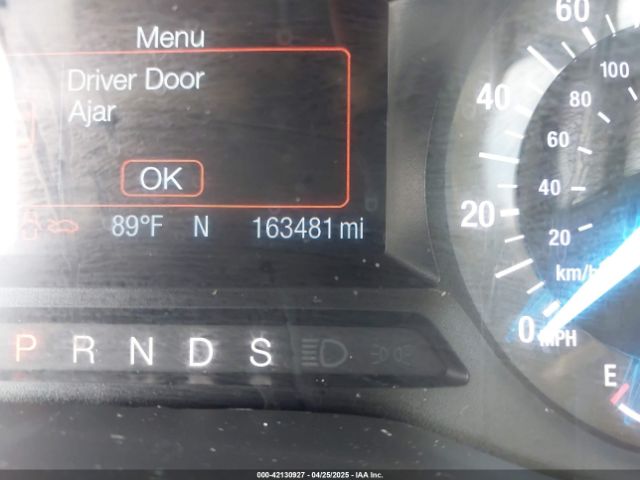 Menu
Driver Door
Ajar
OK
89°F N 163481 mi
P R N D S
60
40
20
0 MPH
100
80
60
40
20
km/h
E
000-42130927 - 04/25/2025 - IAA Inc.